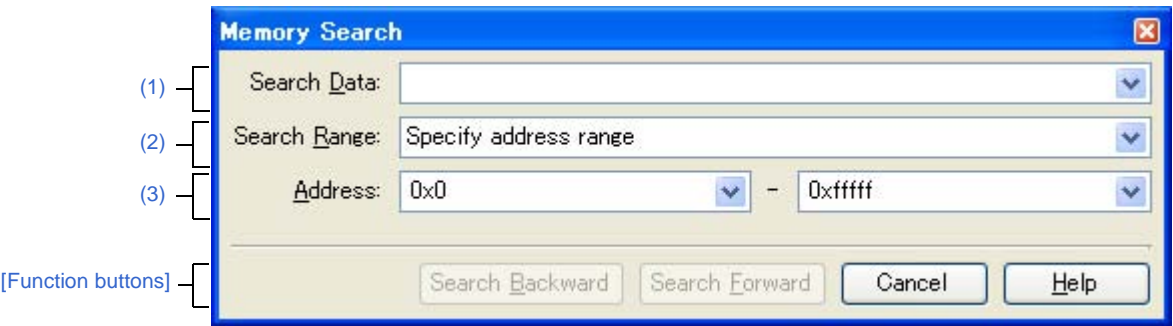 Memory Search
(1) Search Data:
(2) Search Range: Specify address range
(3) Address: 0x0 - 0xfffff
[Function buttons] Search Backward Search Forward Cancel Help